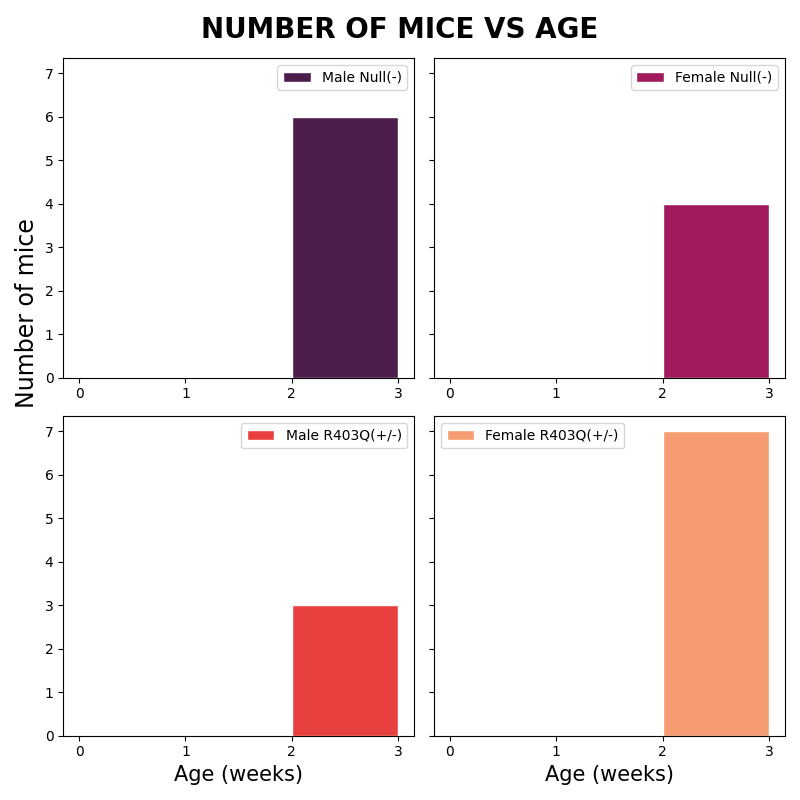 NUMBER OF MICE VS AGE
Male Null(-)
Female Null(-)
7
6
5
4
3
2
1
0
0 1 2 3
0 1 2 3
Number of mice
Male R403Q(+/-)
Female R403Q(+/-)
7
6
5
4
3
2
1
0
0 1 2 3
0 1 2 3
Age (weeks)
Age (weeks)